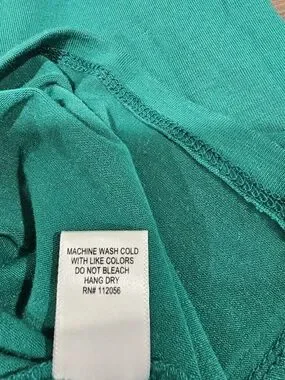 MACHINE WASH COLD
WITH LIKE COLORS
DO NOT BLEACH
HANG DRY
RN# 112056